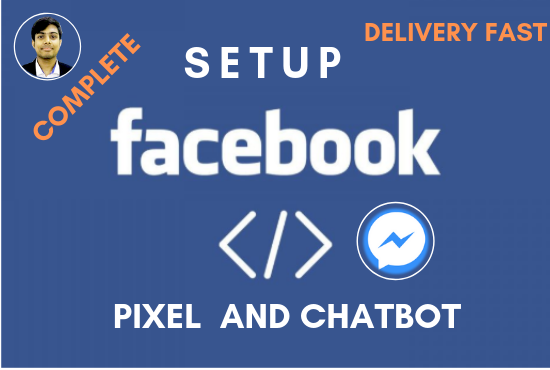 DELIVERY FAST
COMPLETE
SETUP
facebook
</>
PIXEL AND CHATBOT